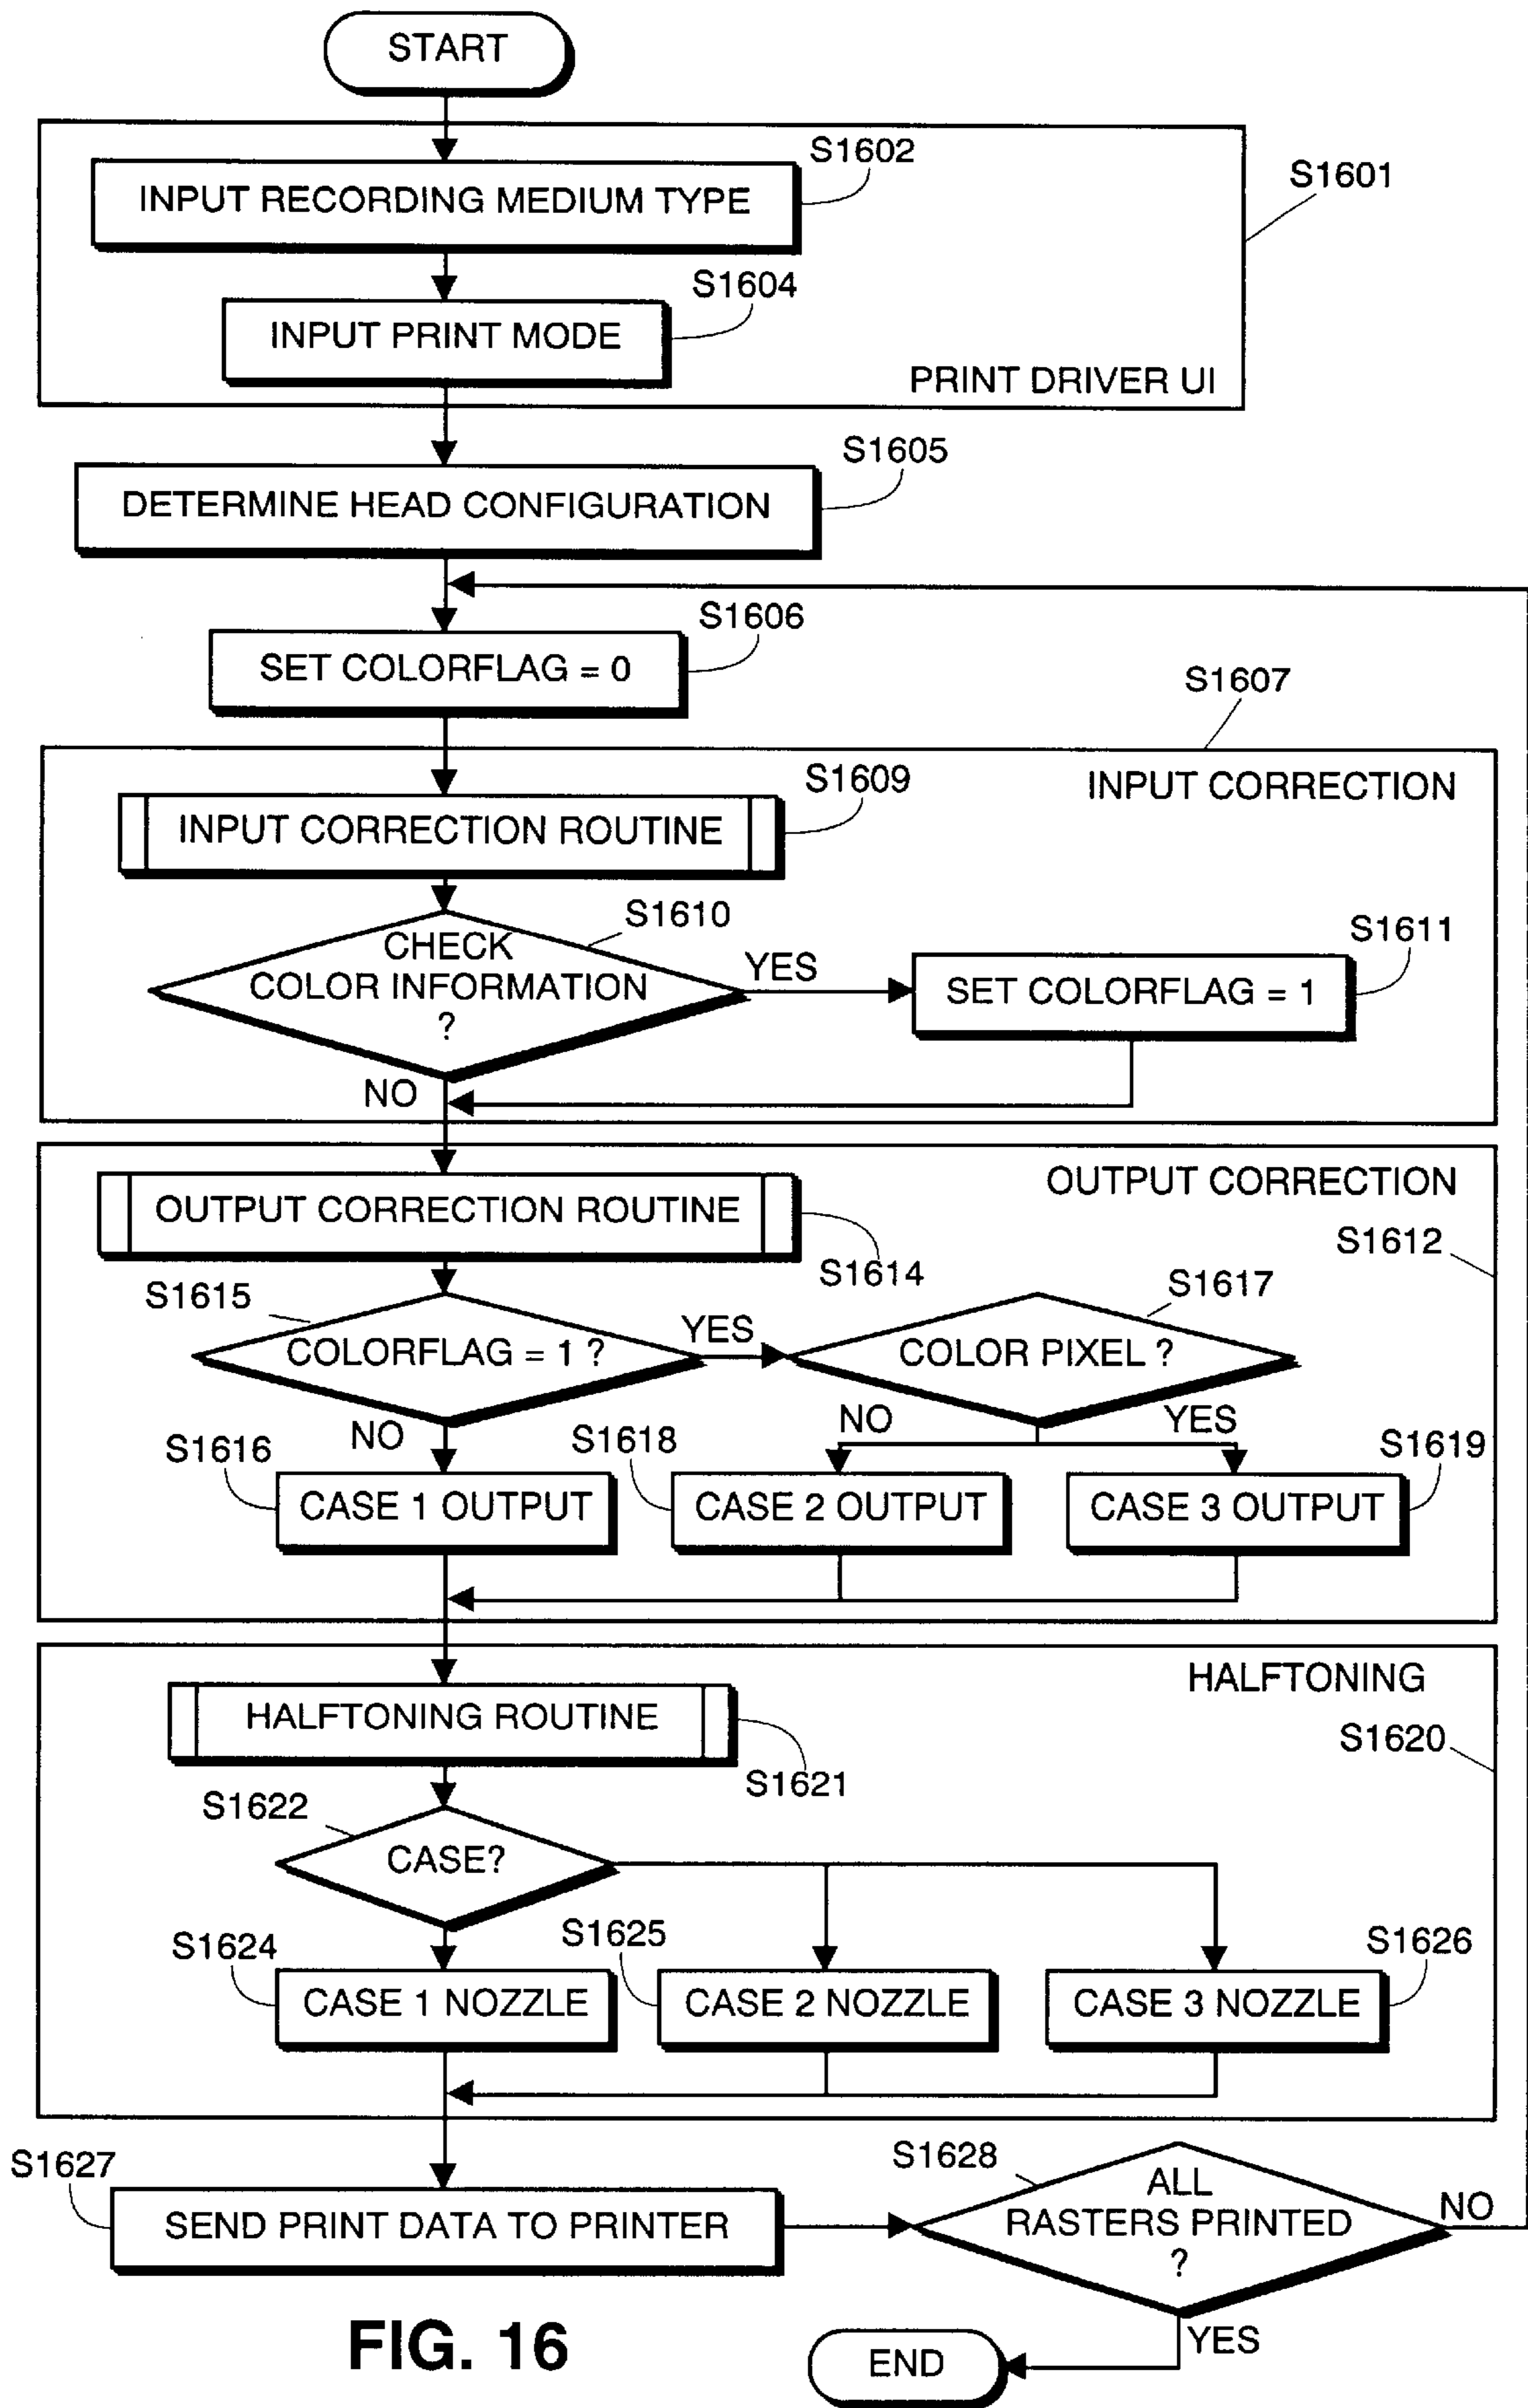 START
S1602
INPUT RECORDING MEDIUM TYPE
S1601
S1604
INPUT PRINT MODE
PRINT DRIVER UI
S1605
DETERMINE HEAD CONFIGURATION
S1606
SET COLORFLAG = 0
S1607
INPUT CORRECTION
S1609
INPUT CORRECTION ROUTINE
S1610
CHECK
COLOR INFORMATION
?
YES
S1611
SET COLORFLAG = 1
NO
OUTPUT CORRECTION
OUTPUT CORRECTION ROUTINE
S1612
S1614
S1615
COLORFLAG = 1 ?
YES
S1617
COLOR PIXEL ?
NO
NO
YES
S1616
CASE 1 OUTPUT
S1618
CASE 2 OUTPUT
S1619
CASE 3 OUTPUT
HALFTONING
HALFTONING ROUTINE
S1620
S1621
S1622
CASE?
S1624
CASE 1 NOZZLE
S1625
CASE 2 NOZZLE
S1626
CASE 3 NOZZLE
S1627
SEND PRINT DATA TO PRINTER
S1628
ALL
RASTERS PRINTED
?
NO
YES
END
FIG. 16